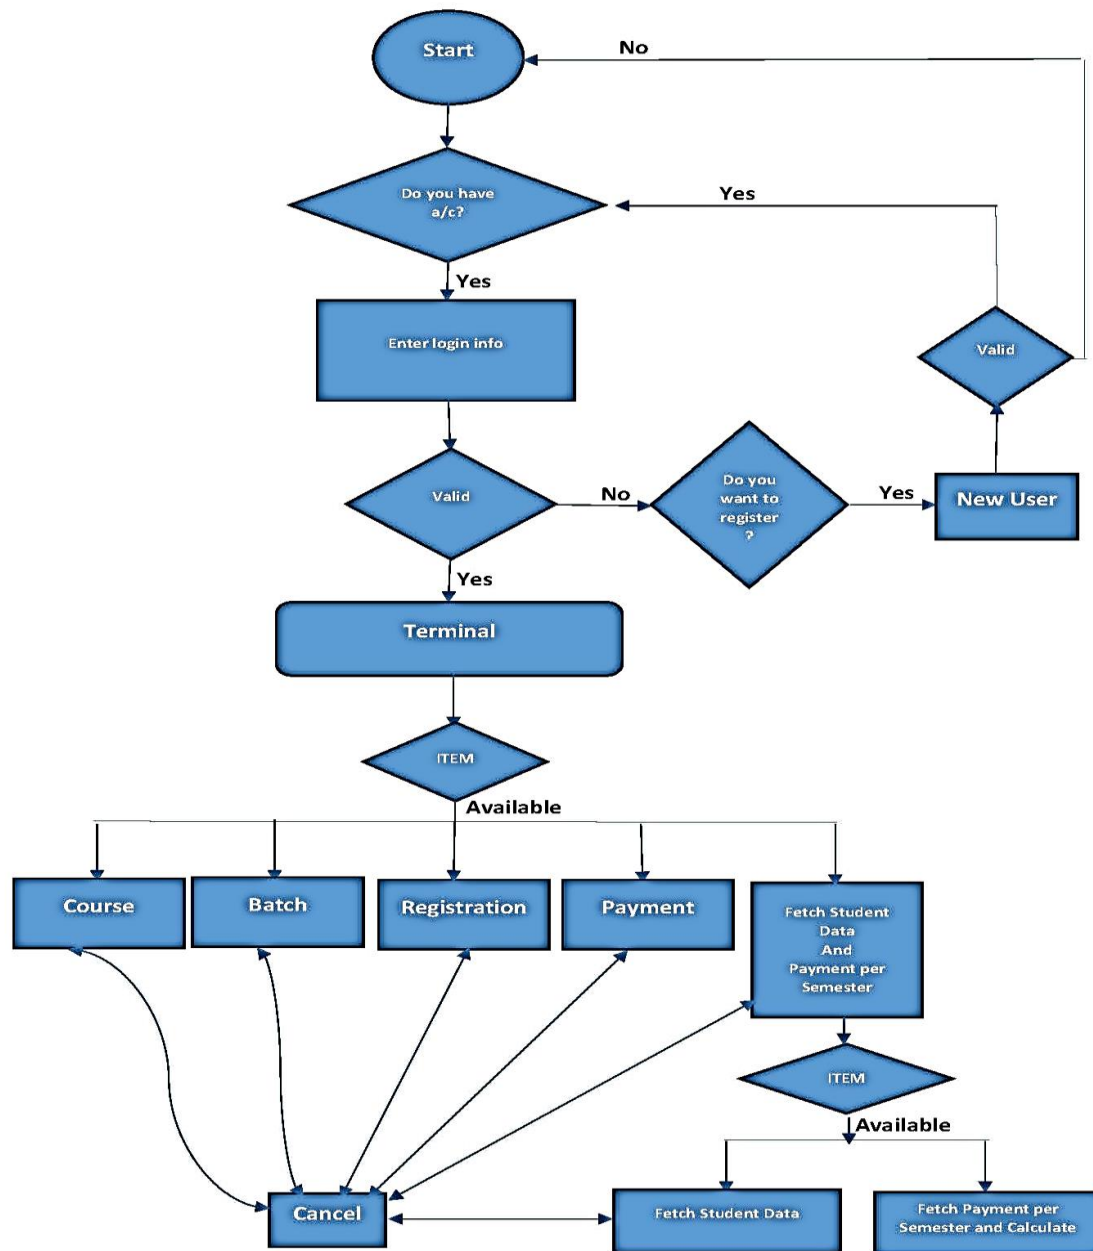 Start
No
Do you have
a/c?
Yes
Yes
Enter login info
Valid
Valid
No
Do you
want to
register
?
Yes
New User
Yes
Terminal
ITEM
Available
Course
Batch
Registration
Payment
Fetch Student
Data
And
Payment per
Semester
ITEM
Available
Cancel
Fetch Student Data
Fetch Payment per
Semester and Calculate